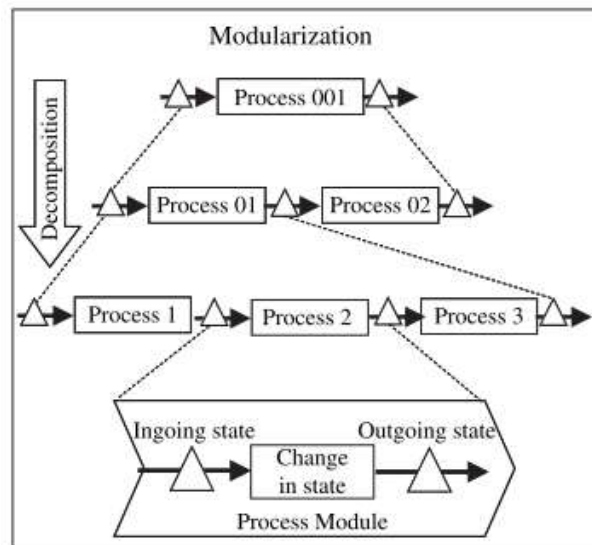 Modularization
Process 001
Decomposition
Process 01
Process 02
Process 1
Process 2
Process 3
Ingoing state
Outgoing state
Change
in state
Process Module